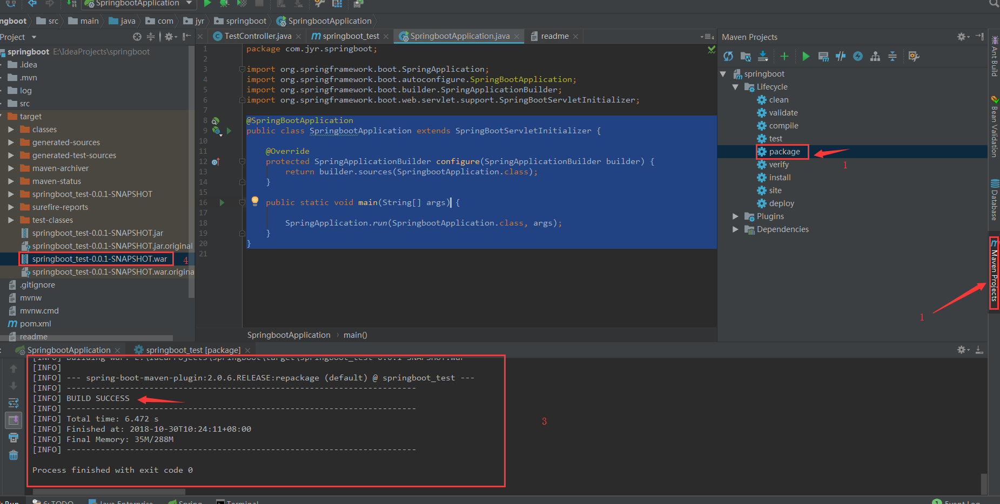 SpringbootApplication
ngboot
src
main
java
com
jyr
springboot
SpringbootApplication
Project
springboot E:\IdeaProjects\springboot
.idea
.mvn
log
src
target
classes
generated-sources
generated-test-sources
maven-archiver
maven-status
springboot_test-0.0.1-SNAPSHOT
surefire-reports
test-classes
springboot_test-0.0.1-SNAPSHOT.jar
springboot_test-0.0.1-SNAPSHOT.jar.original
springboot_test-0.0.1-SNAPSHOT.war 4
springboot_test-0.0.1-SNAPSHOT.war.origina
.gitignore
mvnw
mvnw.cmd
pom.xml
readme
TestController.java
springboot_test
SpringbootApplication.java
readme
1 package com.jyr.springboot;
2
3 import org.springframework.boot.SpringApplication;
4 import org.springframework.boot.autoconfigure.SpringBootApplication;
5 import org.springframework.boot.builder.SpringApplicationBuilder;
6 import org.springframework.boot.web.servlet.support.SpringBootServletInitializer;
7
8 @SpringBootApplication
9 public class SpringbootApplication extends SpringBootServletInitializer {
10
11 @Override
12 protected SpringApplicationBuilder configure(SpringApplicationBuilder builder) {
13 return builder.sources(SpringbootApplication.class);
14 }
15
16 public static void main(String[] args) {
17
18 SpringApplication.run(SpringbootApplication.class, args);
19 }
20 }
21
SpringbootApplication › main()
Maven Projects
springboot
Lifecycle
clean
validate
compile
test
package
1
verify
install
site
deploy
Plugins
Dependencies
1
Ant Build
Bean Validation
Database
Maven Projects
SpringbootApplication
springboot_test [package]
[INFO] Building war: E:\IdeaProjects\springboot\target\springboot_test-0.0.1-SNAPSHOT.war
[INFO]
[INFO] --- spring-boot-maven-plugin:2.0.6.RELEASE:repackage (default) @ springboot_test ---
[INFO] ------------------------------------------------------------------------
[INFO] BUILD SUCCESS
[INFO] ------------------------------------------------------------------------
[INFO] Total time: 6.472 s
[INFO] Finished at: 2018-10-30T10:24:11+08:00
[INFO] Final Memory: 35M/288M
[INFO] ------------------------------------------------------------------------
Process finished with exit code 0
3
Run
6: TODO
Java Enterprise
Spring
Terminal
1 Event Log